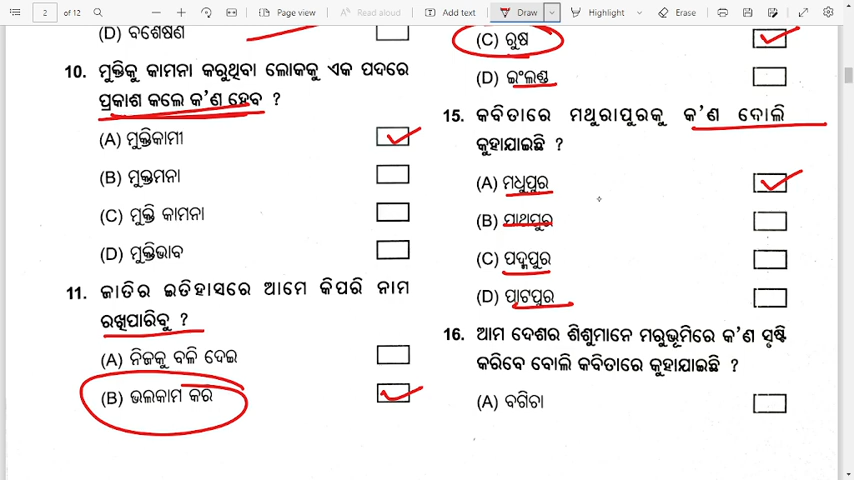 2 of 12
Page view
Read aloud
Add text
Draw
Highlight
Erase
(D) ବିଶେଷଣ
10. ମୁକ୍ତିକୁ କାମନା କରୁଥିବା ଲୋକକୁ ଏକ ପଦରେ
ପ୍ରକାଶ କଲେ କ'ଣ ହେବ ?
(A) ମୁକ୍ତିକାମୀ
(B) ମୁକ୍ତମନା
(C) ମୁକ୍ତି କାମନା
(D) ମୁକ୍ତିଭାବ
11. ଜାତିର ଇତିହାସରେ ଆମେ କିପରି ନାମ
ରଖିପାରିବୁ ?
(A) ନିଜକୁ ବଳି ଦେଇ
(B) ଭଲକାମ କରି
(C) ରୁଷ
(D) ଇଂଲଣ୍ଡ
15. କବିତାରେ ମଥୁରାପୁରକୁ କ'ଣ ବୋଲି
କୁହାଯାଇଛି ?
(A) ମଧୁପୁର
(B) ମାଥପୁର
(C) ପଦ୍ମପୁର
(D) ପାଟପୁର
16. ଆମ ଦେଶର ଶିଶୁମାନେ ମରୁଭୂମିରେ କ'ଣ ସୃଷ୍ଟି
କରିବେ ବୋଲି କବିତାରେ କୁହାଯାଇଛି ?
(A) ବଗିଚା